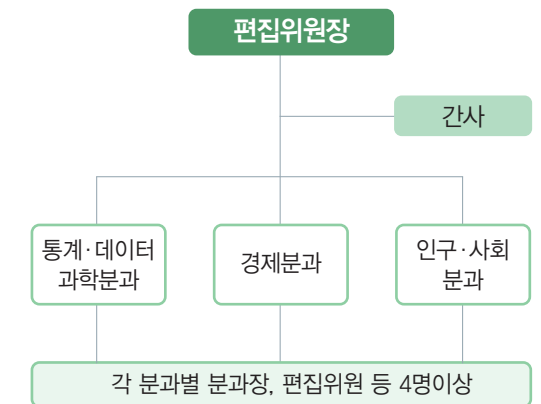 편집위원장
간사
통계·데이터
과학분과
경제분과
인구·사회
분과
각 분과별 분과장, 편집위원 등 4명이상